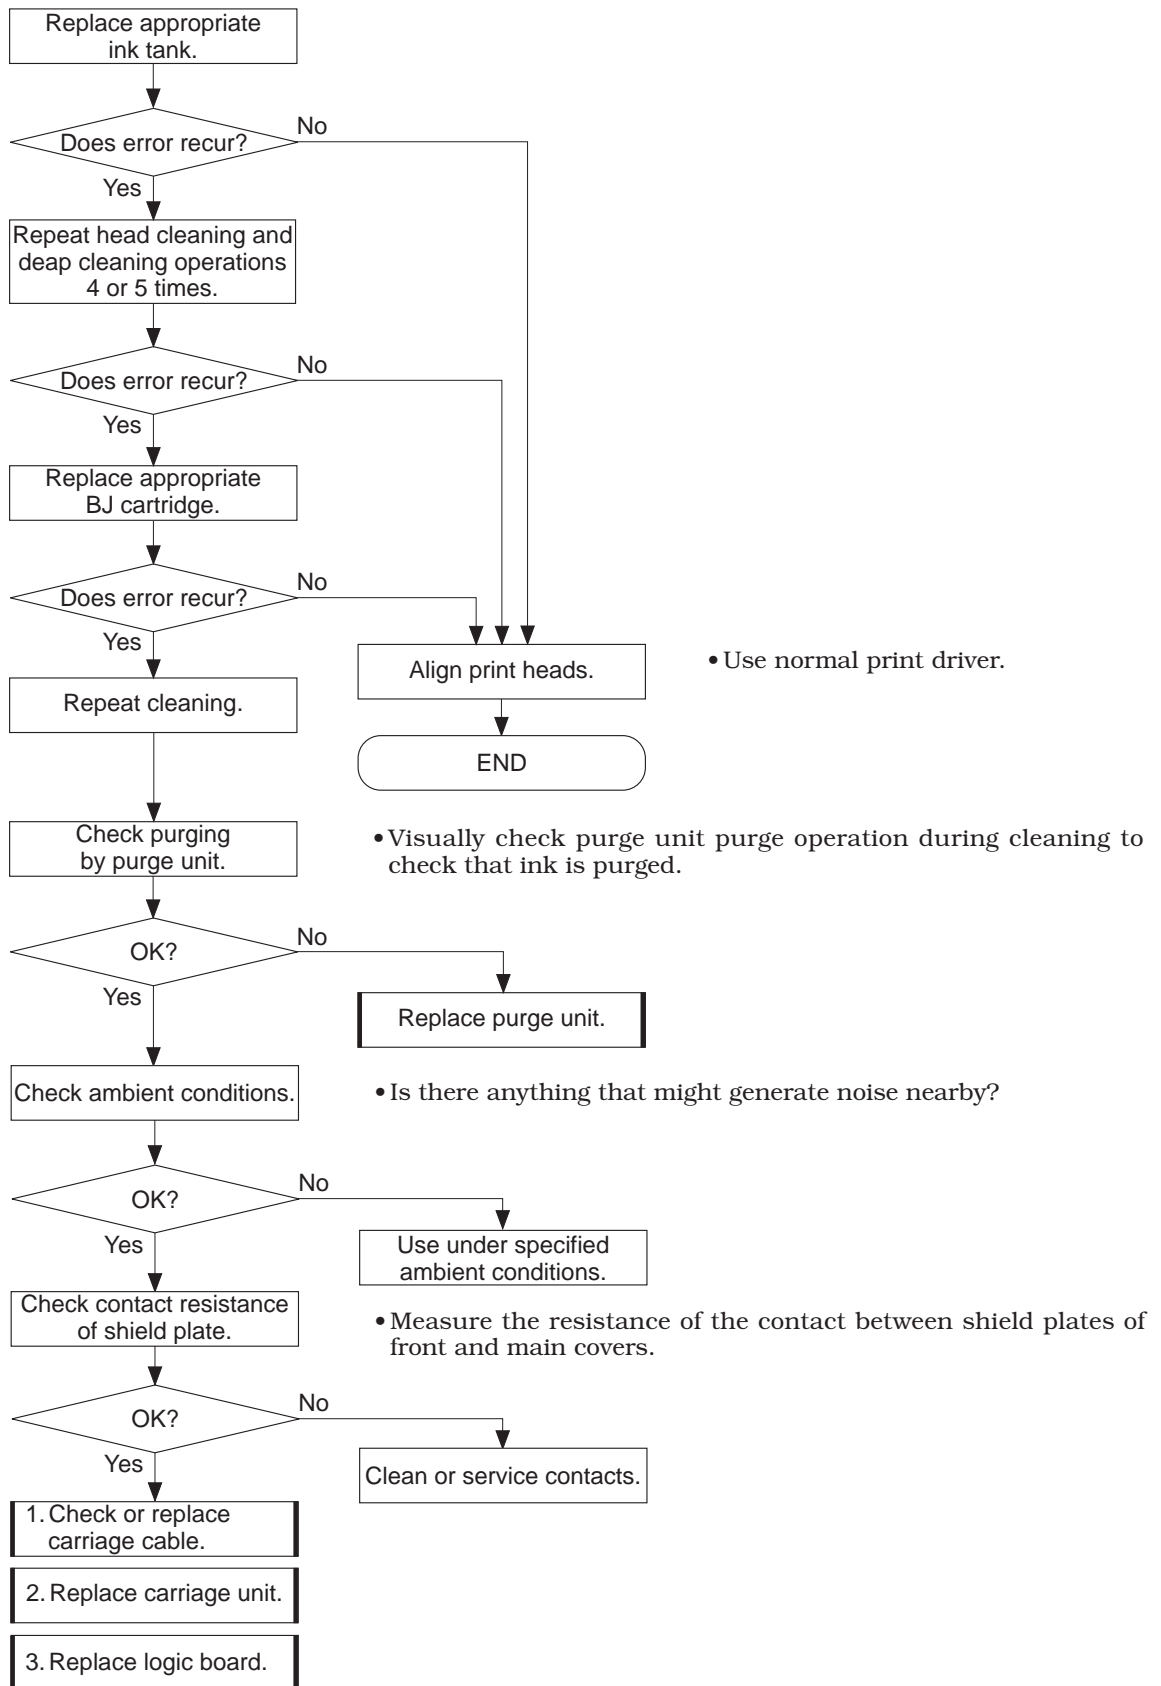 Replace appropriate
ink tank.
Does error recur?
No
Yes
Repeat head cleaning and
deap cleaning operations
4 or 5 times.
Does error recur?
No
Yes
Replace appropriate
BJ cartridge.
Does error recur?
No
Yes
Align print heads.
•Use normal print driver.
Repeat cleaning.
END
Check purging
by purge unit.
•Visually check purge unit purge operation during cleaning to
check that ink is purged.
OK?
No
Yes
Replace purge unit.
Check ambient conditions.
•Is there anything that might generate noise nearby?
OK?
No
Yes
Use under specified
ambient conditions.
Check contact resistance
of shield plate.
•Measure the resistance of the contact between shield plates of
front and main covers.
OK?
No
Yes
Clean or service contacts.
1. Check or replace
carriage cable.
2. Replace carriage unit.
3. Replace logic board.